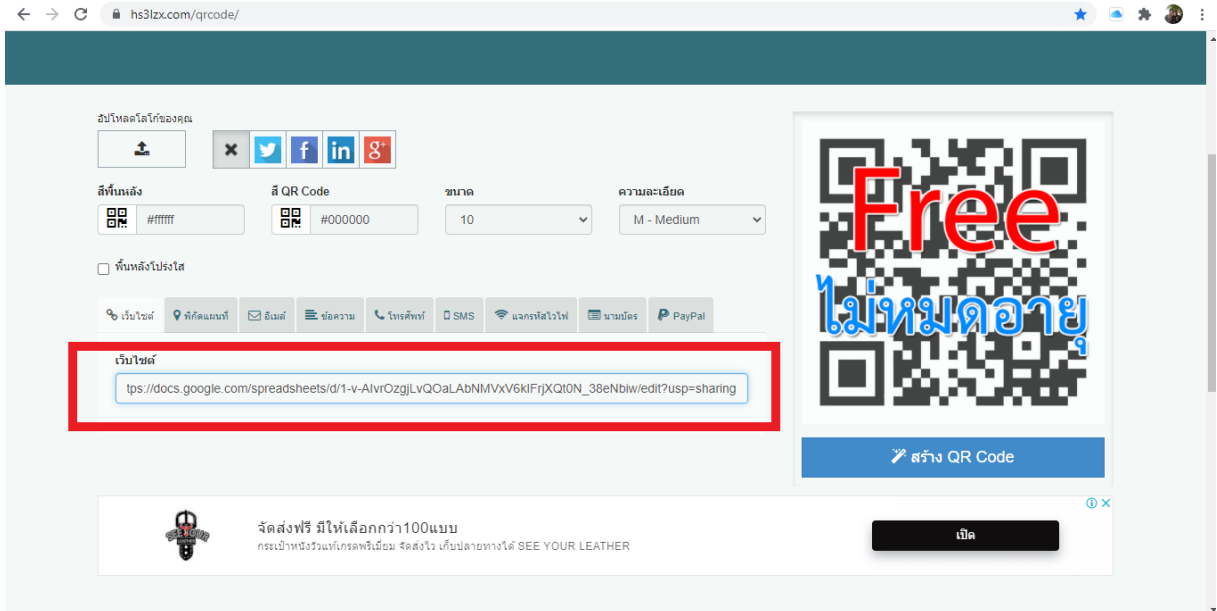 hs3lzx.com/qrcode/
อัปโหลดโลโก้ของคุณ
สีพื้นหลัง สี QR Code ขนาด ความละเอียด
#ffffff #000000 10 M - Medium
พื้นหลังโปร่งใส
เว็บไซต์ พิกัดแผนที่ อีเมล์ ข้อความ โทรศัพท์ SMS แจกรหัสไวไฟ นามบัตร PayPal
เว็บไซต์
tps://docs.google.com/spreadsheets/d/1-v-AIvrOzgjLvQOaLAbNMVxV6kIFrjXQt0N_38eNbiw/edit?usp=sharing
Free
ไม่หมดอายุ
สร้าง QR Code
SEE YOUR
LEATHER
จัดส่งฟรี มีให้เลือกกว่า100แบบ
กระเป๋าหนังวัวแท้เกรดพรีเมี่ยม จัดส่งไว เก็บปลายทางได้ SEE YOUR LEATHER
เปิด